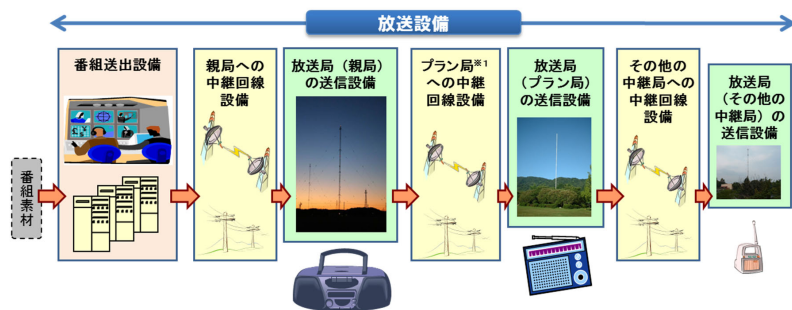 放送設備
番組素材
番組送出設備
親局への
中継回線
設備
放送局（親局）
の送信設備
プラン局※1
への中継
回線設備
放送局
（プラン局）
の送信設備
その他の
中継局への
中継回線
設備
放送局
（その他の
中継局）の
送信設備